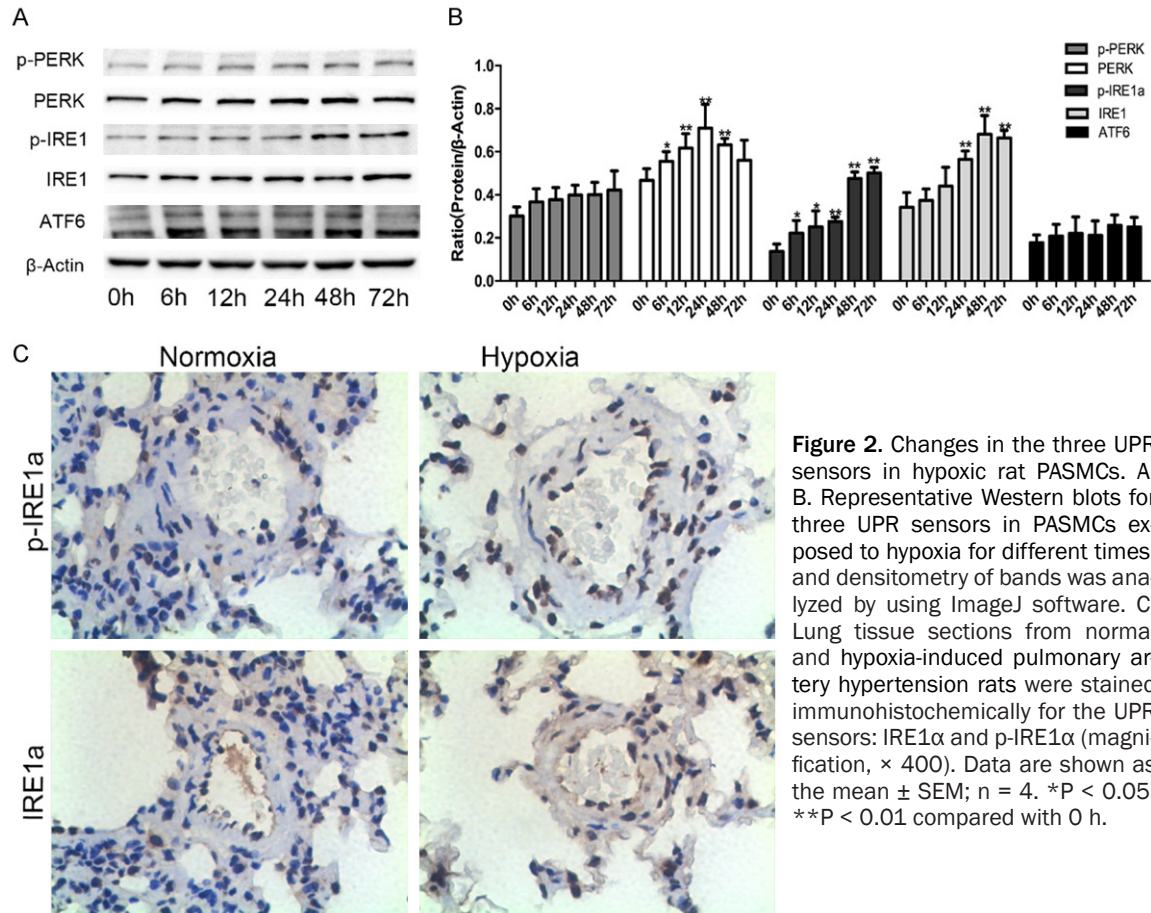 A
p-PERK
PERK
p-IRE1
IRE1
ATF6
β-Actin
0h 6h 12h 24h 48h 72h
B
Ratio(Protein/β-Actin)
1.0
0.8
0.6
0.4
0.2
0.0
* ** ** **
* * ** ** **
** ** **
0h 6h 12h 24h 48h 72h
0h 6h 12h 24h 48h 72h
0h 6h 12h 24h 48h 72h
0h 6h 12h 24h 48h 72h
0h 6h 12h 24h 48h 72h
p-PERK
PERK
p-IRE1a
IRE1
ATF6
C
Normoxia Hypoxia
p-IRE1a
IRE1a
Figure 2. Changes in the three UPR
sensors in hypoxic rat PASMCs. A,
B. Representative Western blots for
three UPR sensors in PASMCs ex-
posed to hypoxia for different times,
and densitometry of bands was ana-
lyzed by using ImageJ software. C.
Lung tissue sections from normal
and hypoxia-induced pulmonary ar-
tery hypertension rats were stained
immunohistochemically for the UPR
sensors: IRE1α and p-IRE1α (magni-
fication, × 400). Data are shown as
the mean ± SEM; n = 4. *P < 0.05,
**P < 0.01 compared with 0 h.